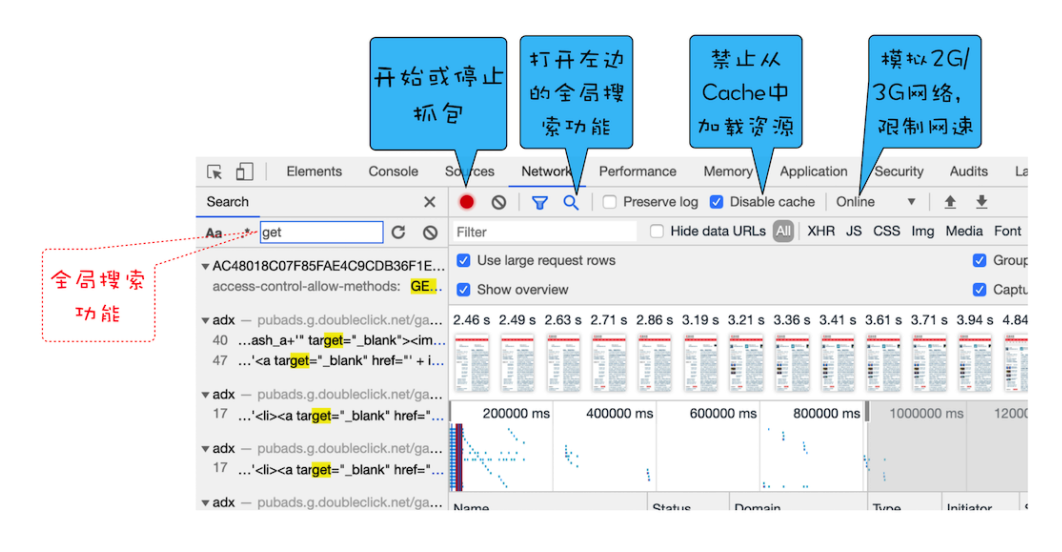 开始或停止
抓包
打开左边
的全局搜
索功能
禁止从
Cache中
加载资源
模拟2G/
3G网络,
限制网速
Elements Console Sources Network Performance Memory Application Security Audits La
Search
Preserve log Disable cache Online
Aa .* get
Filter Hide data URLs All XHR JS CSS Img Media Font
全局搜索
功能
AC48018C07F85FAE4C9CDB36F1E...
access-control-allow-methods: GE...
adx — pubads.g.doubleclick.net/ga...
40 ...ash_a+'" target="_blank"><im...
47 ...'<a target="_blank" href="' + i...
adx — pubads.g.doubleclick.net/ga...
17 ...'<li><a target="_blank" href="...
adx — pubads.g.doubleclick.net/ga...
17 ...'<li><a target="_blank" href="...
adx — pubads.g.doubleclick.net/ga...
Use large request rows Group
Show overview Captu
2.46 s 2.49 s 2.63 s 2.71 s 2.86 s 3.19 s 3.21 s 3.36 s 3.41 s 3.61 s 3.71 s 3.94 s 4.84
200000 ms 400000 ms 600000 ms 800000 ms 1000000 ms 12000
Name Status Domain Type Initiator